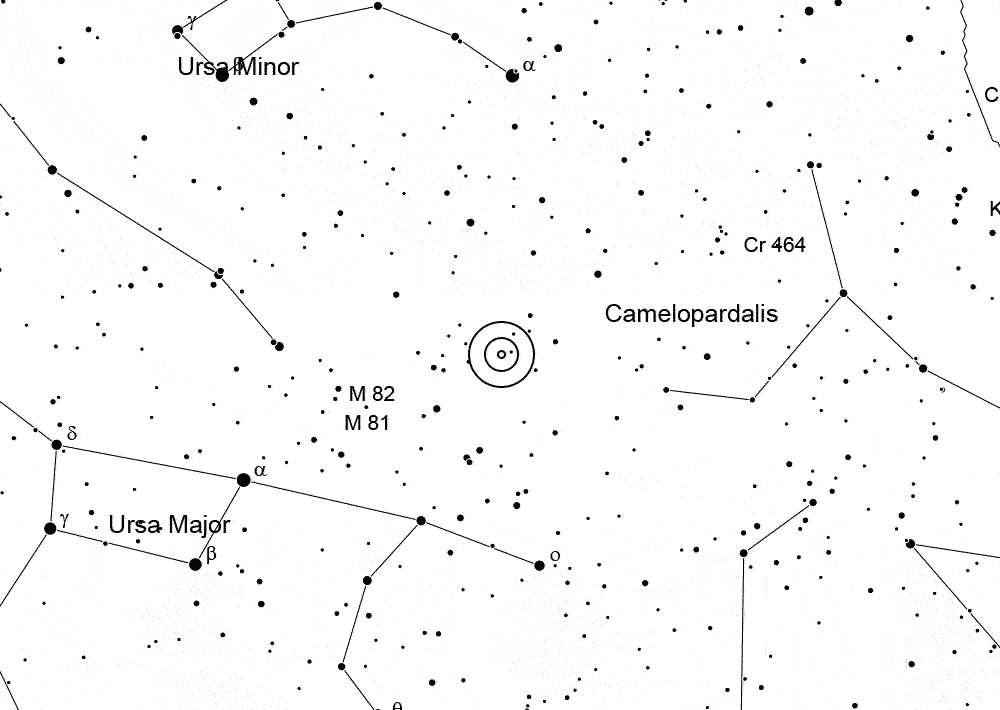 γ
β
Ursa Minor
α
C
K
Cr 464
Camelopardalis
M 82
M 81
δ
α
γ
Ursa Major
β
ο
θ